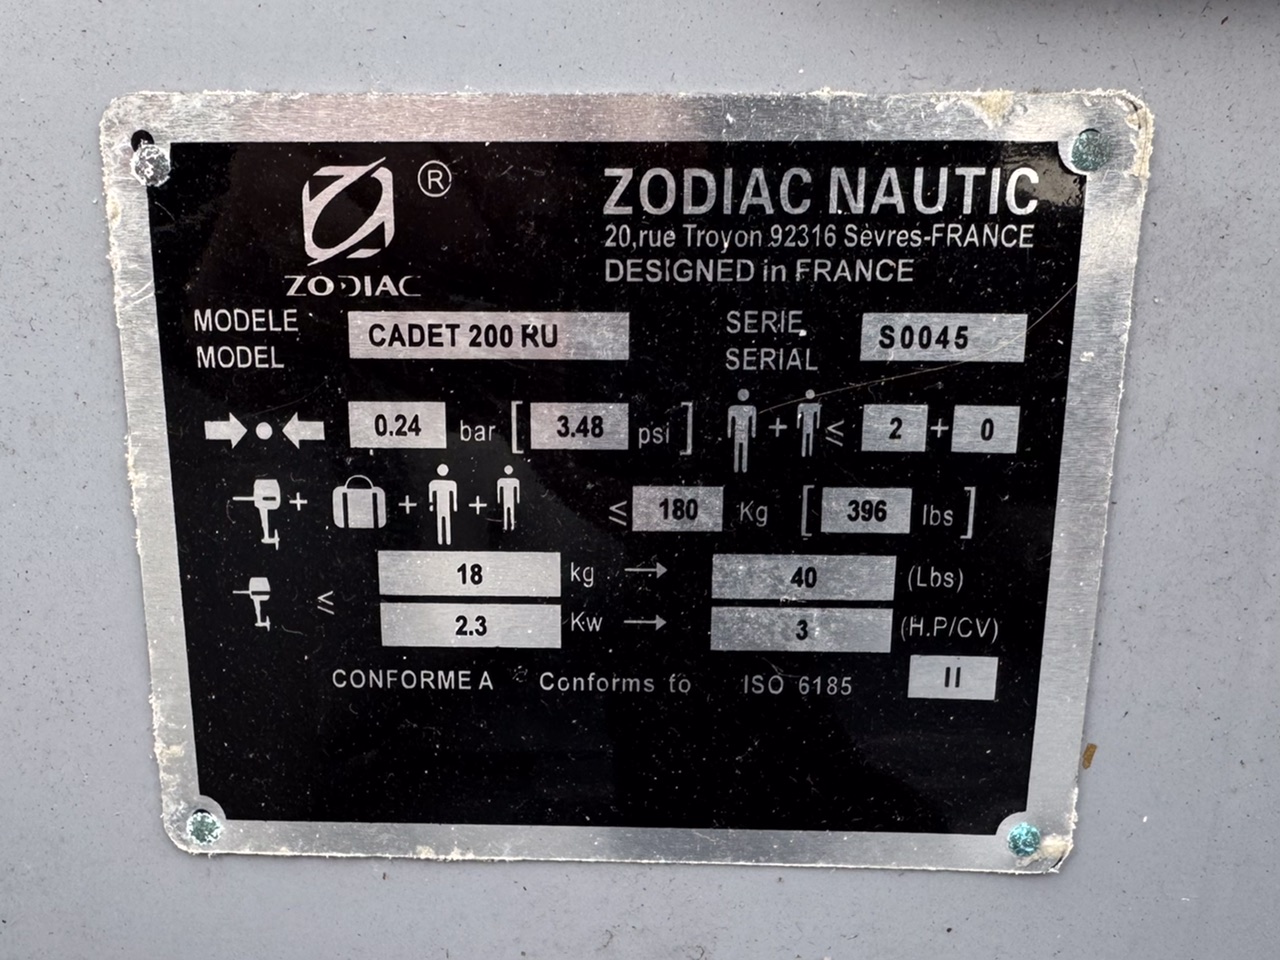 ®
ZODIAC
ZODIAC NAUTIC
20,rue Troyon 92316 Sèvres-FRANCE
DESIGNED in FRANCE
MODELE
MODEL
CADET 200 RU
SERIE
SERIAL
S0045
0.24 bar [ 3.48 psi ]
+ ≤ 2 + 0
+ + + ≤ 180 Kg [ 396 lbs ]
≤ 18 kg → 40 (Lbs)
2.3 Kw → 3 (H.P/CV)
CONFORME A Conforms to ISO 6185 II